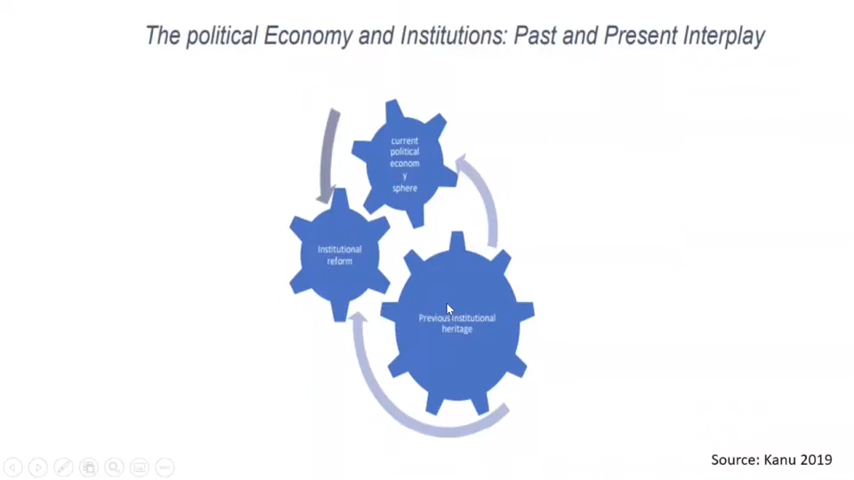 The political Economy and Institutions: Past and Present Interplay
current
political
econom
y
sphere
Institutional
reform
Previous institutional
heritage
Source: Kanu 2019